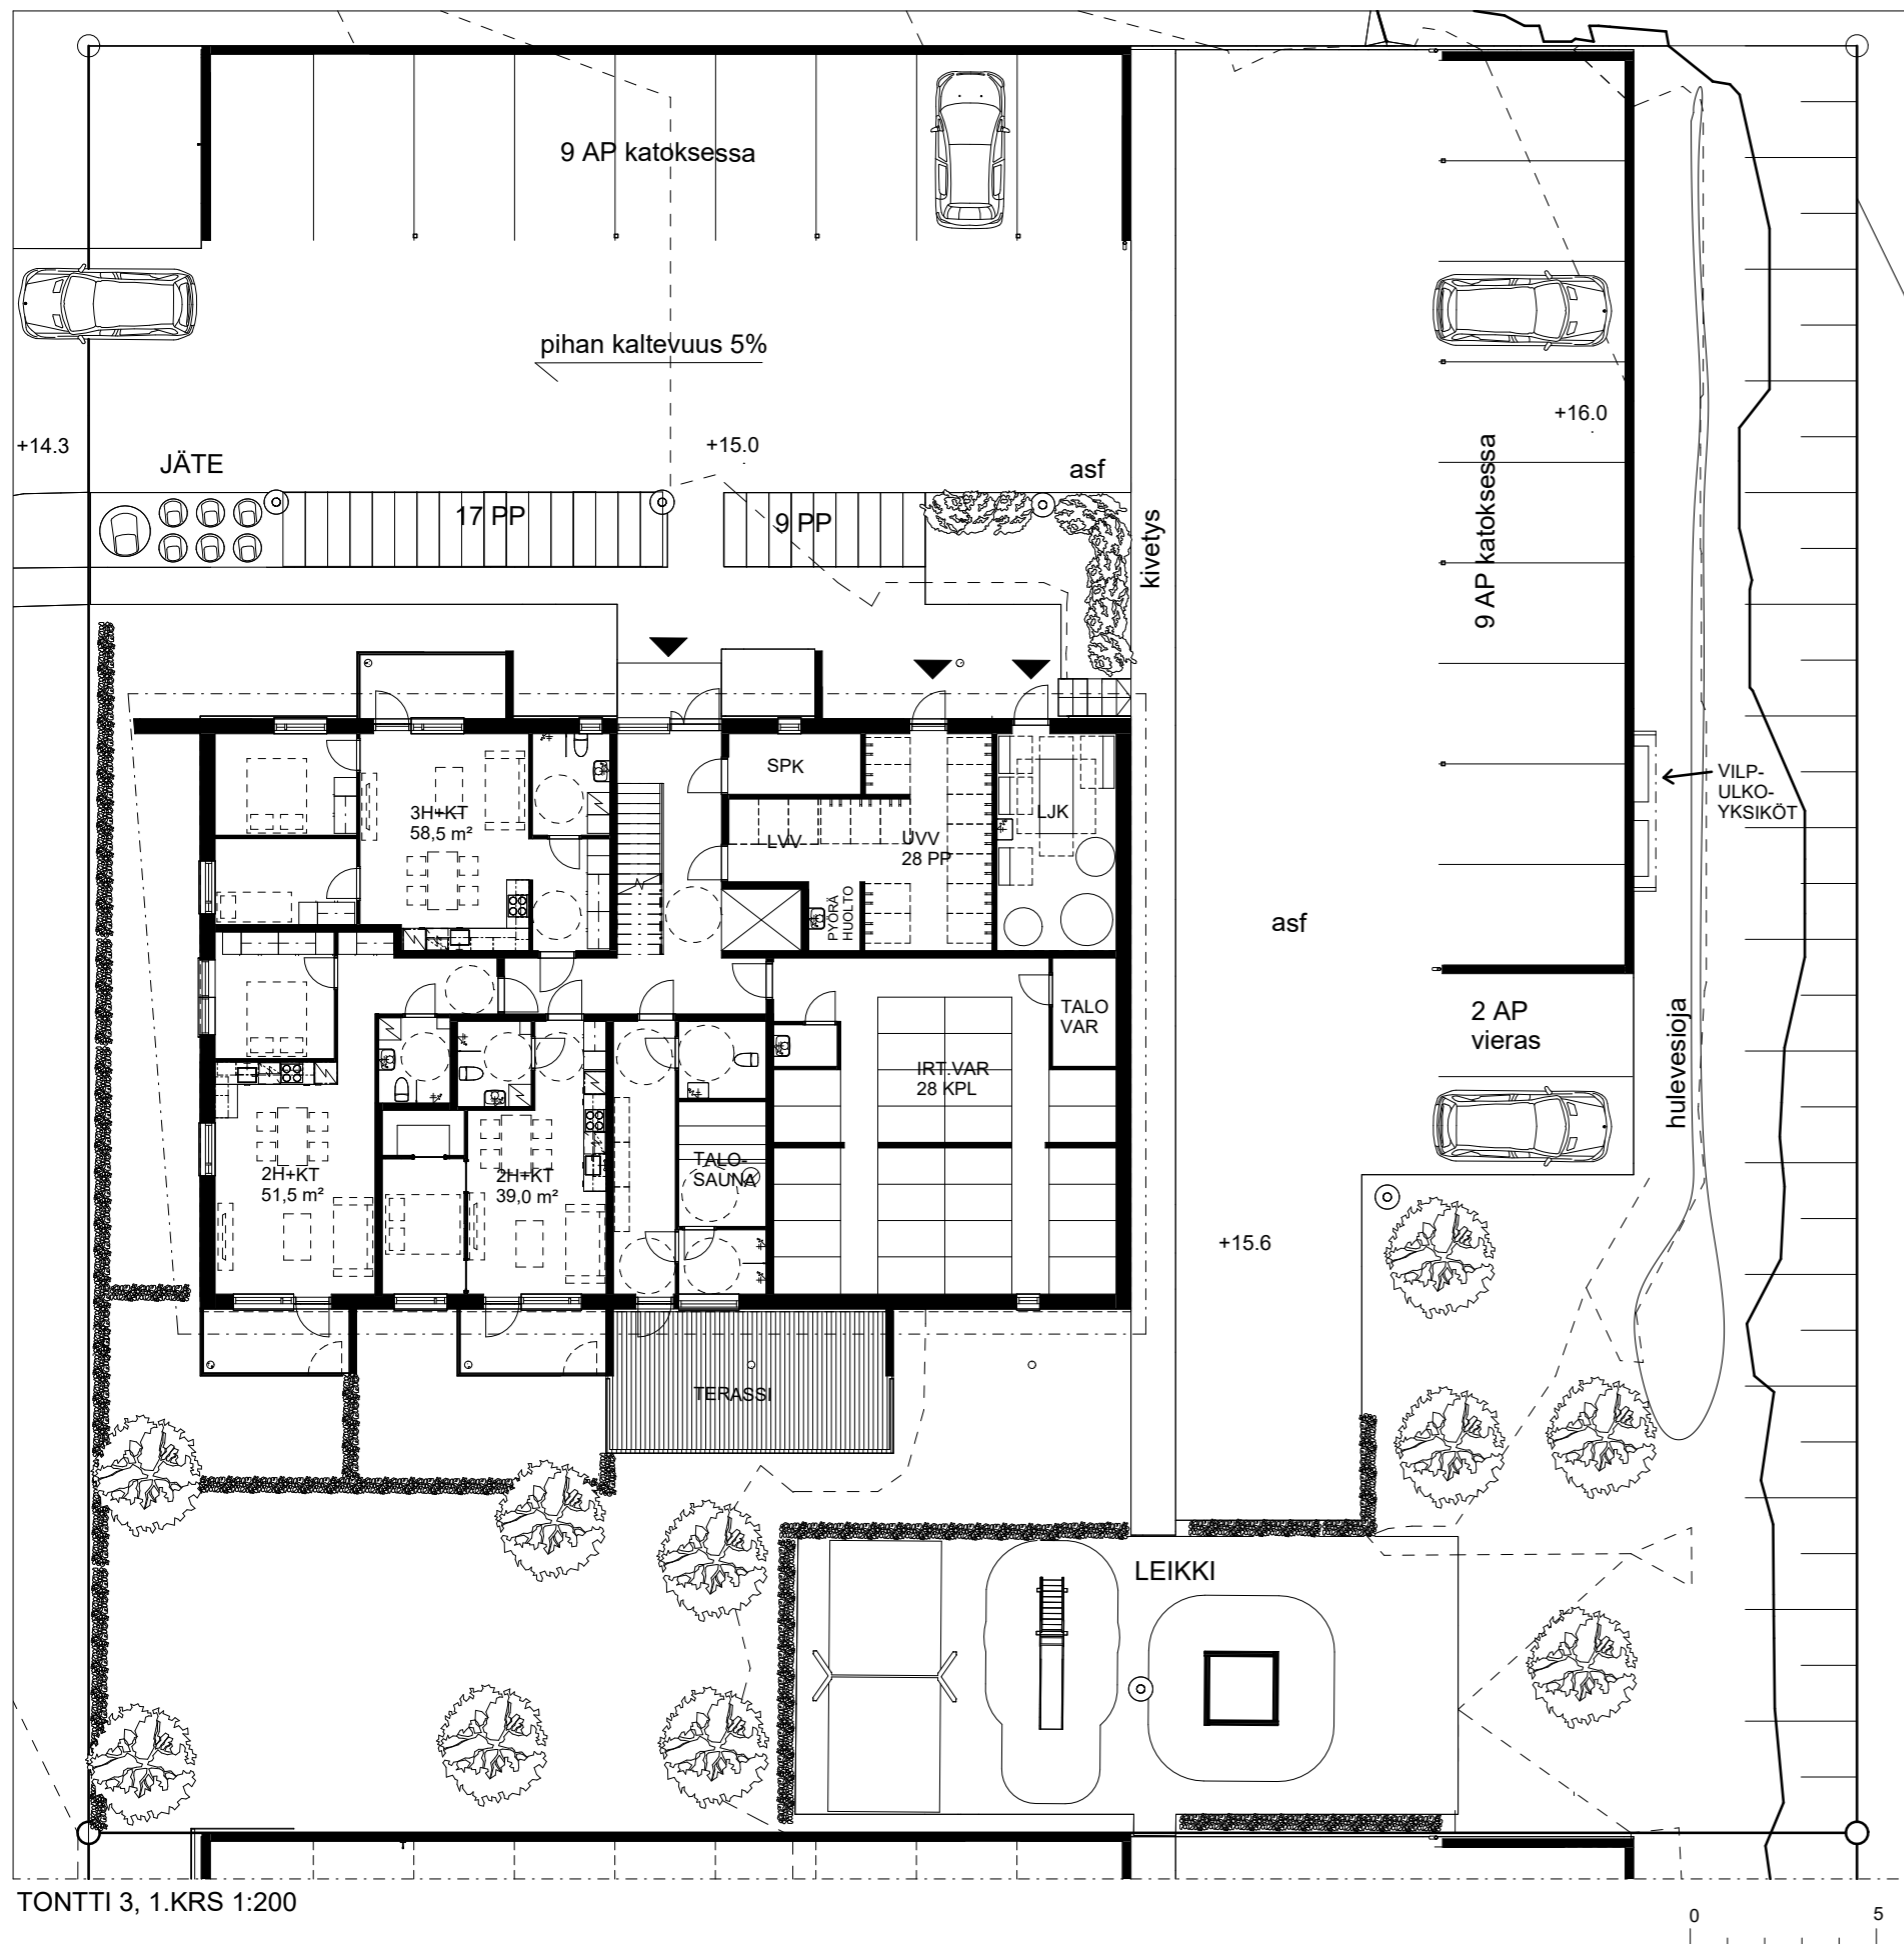 9 AP katoksessa
pihan kaltevuus 5%
+14.3
+15.0
+16.0
JÄTE
asf
17 PP
9 PP
kivetys
9 AP katoksessa
SPK
3H+KT
58,5 m²
LVV
UVV
28 PP
LJK
PYÖRÄ
HUOLTO
VILP-
ULKO-
YKSIKÖT
asf
TALO
VAR
2 AP
vieras
hulevesioja
IRT.VAR
28 KPL
TALO-
SAUNA
2H+KT
51,5 m²
2H+KT
39,0 m²
+15.6
TERASSI
LEIKKI
TONTTI 3, 1.KRS 1:200
0 5